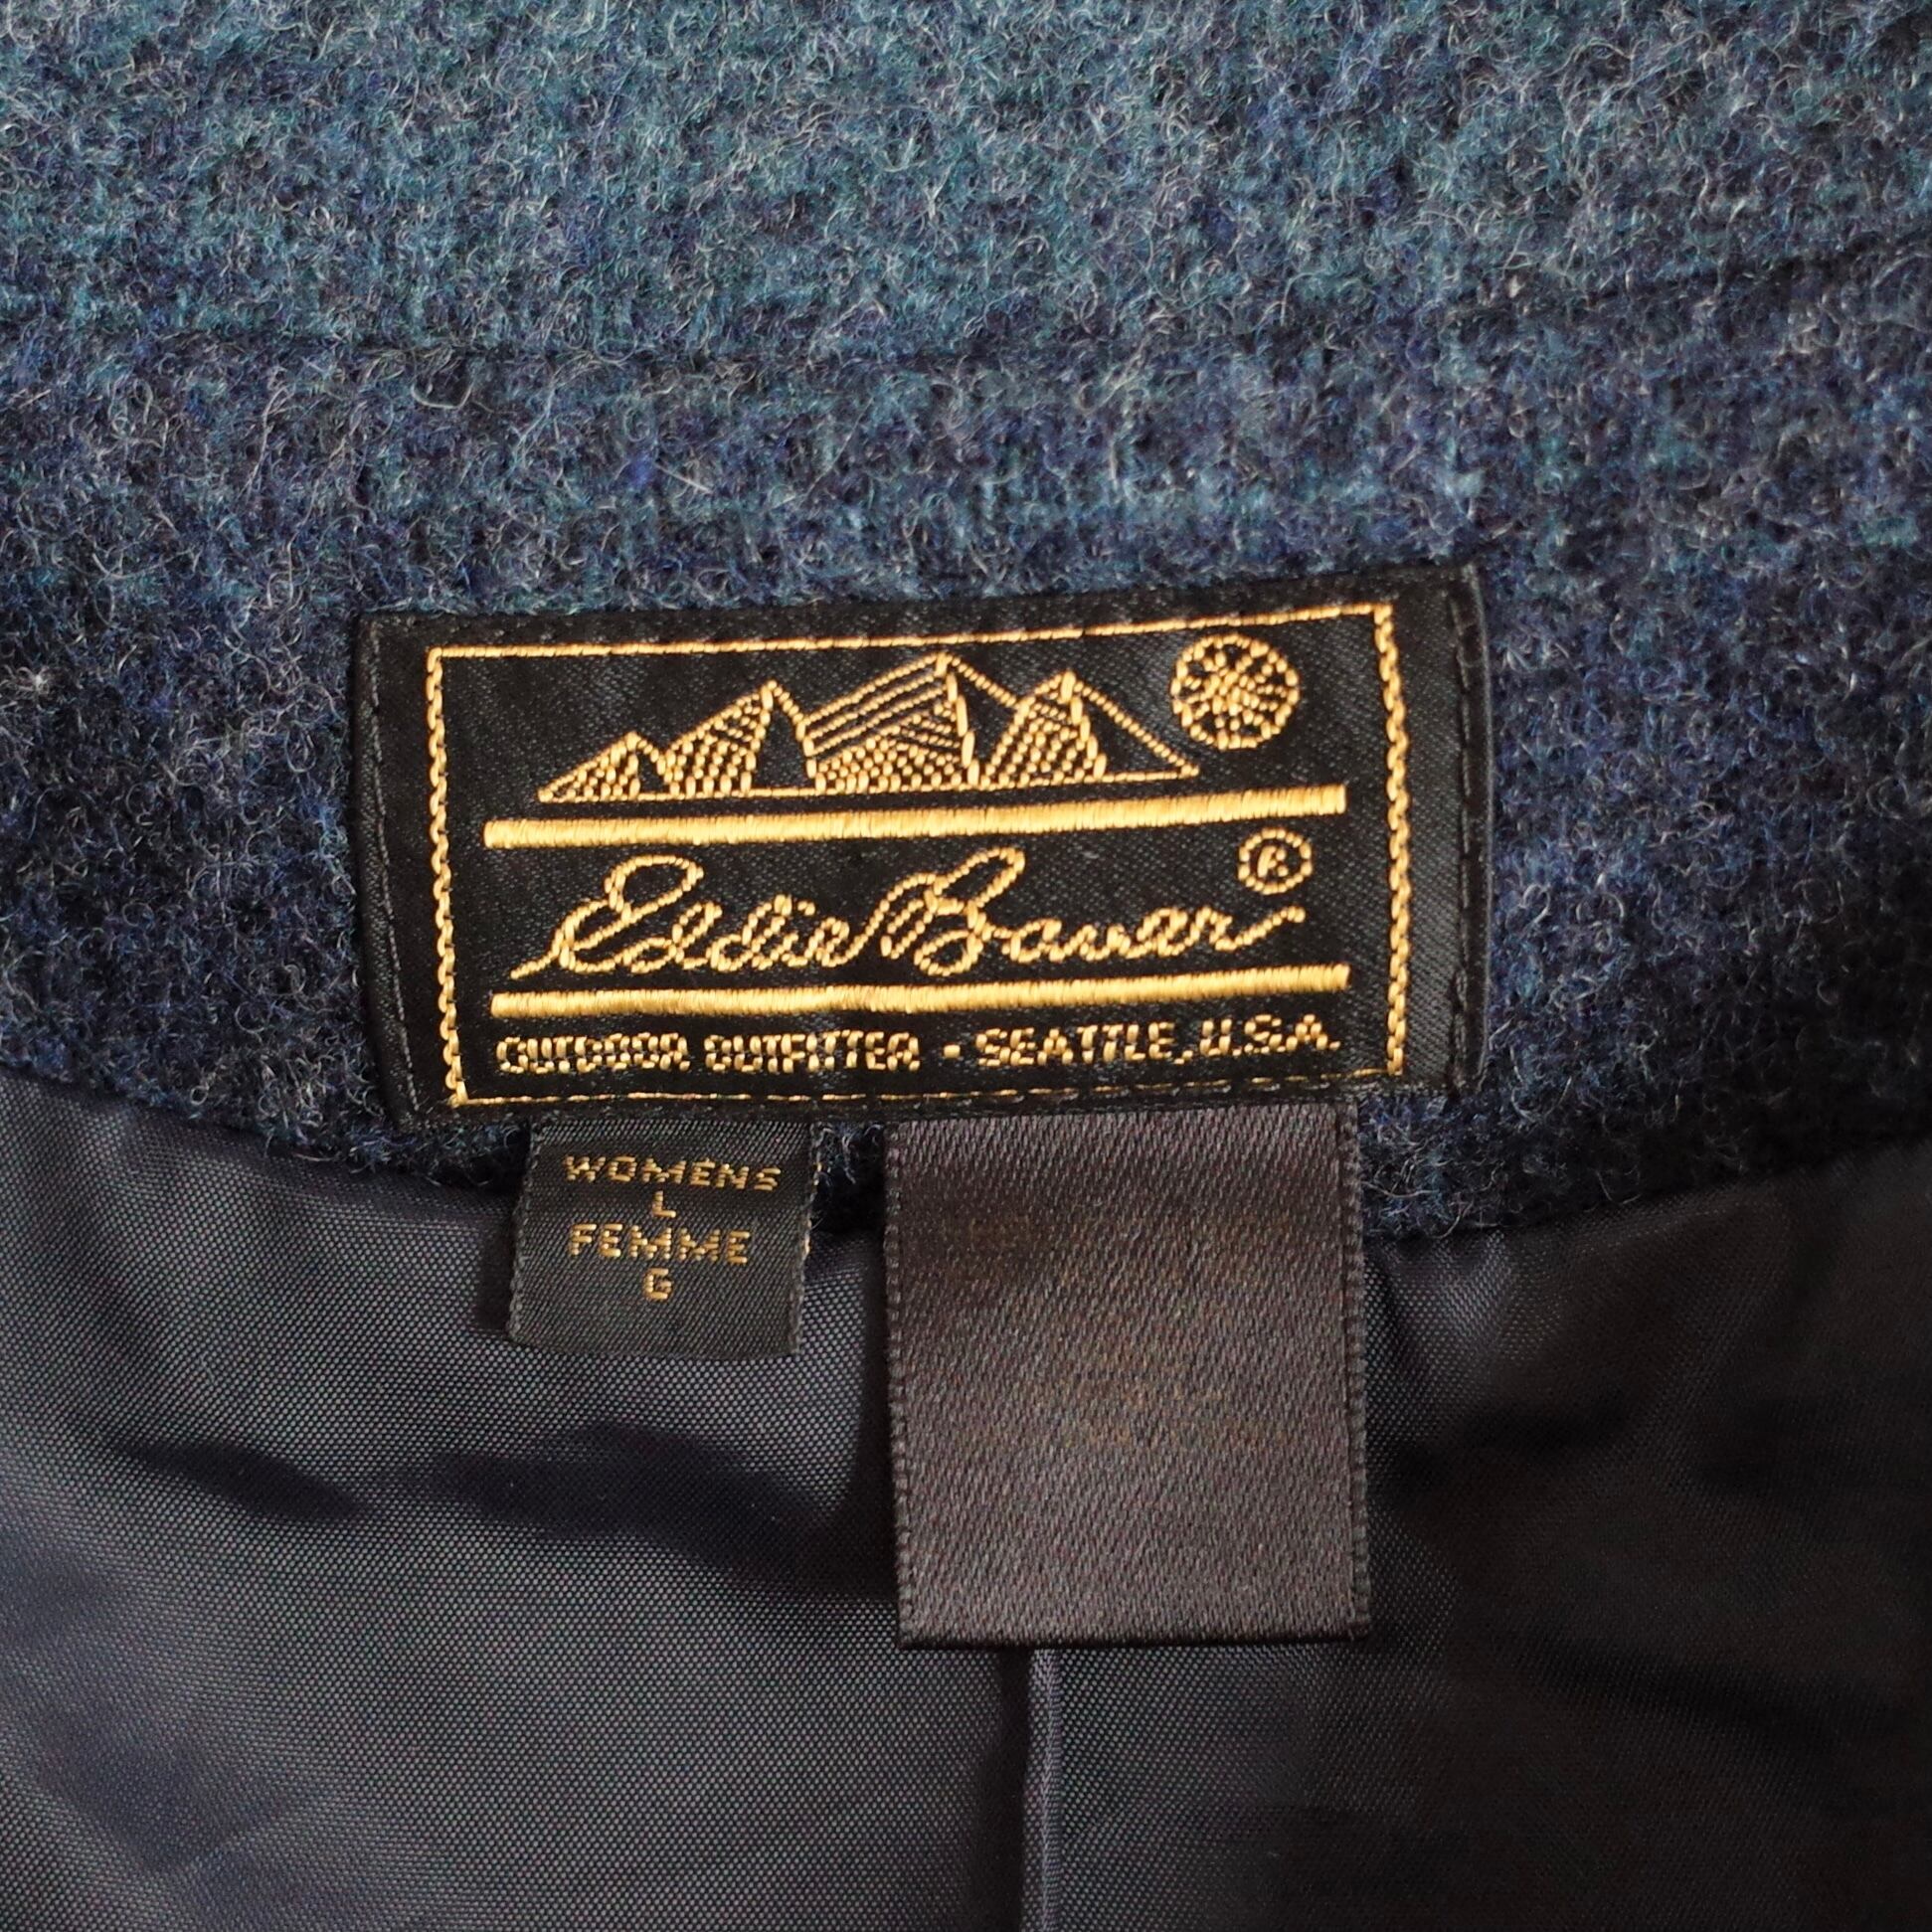 Eddie Bauer ®
OUTDOOR OUTFITTER • SEATTLE, U.S.A.
WOMENS
L
FEMME
G